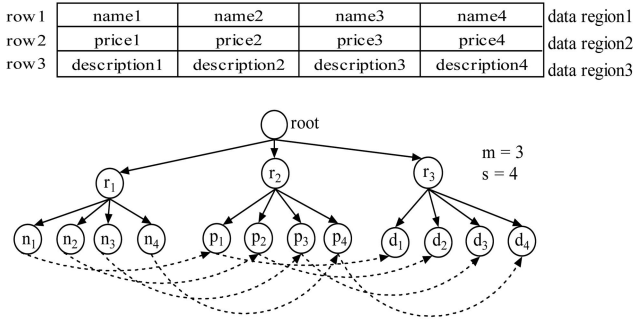 row1 name1 name2 name3 name4 data region1
row2 price1 price2 price3 price4 data region2
row3 description1 description2 description3 description4 data region3
root
m = 3
s = 4
r1 r2 r3
n1 n2 n3 n4 p1 p2 p3 p4 d1 d2 d3 d4